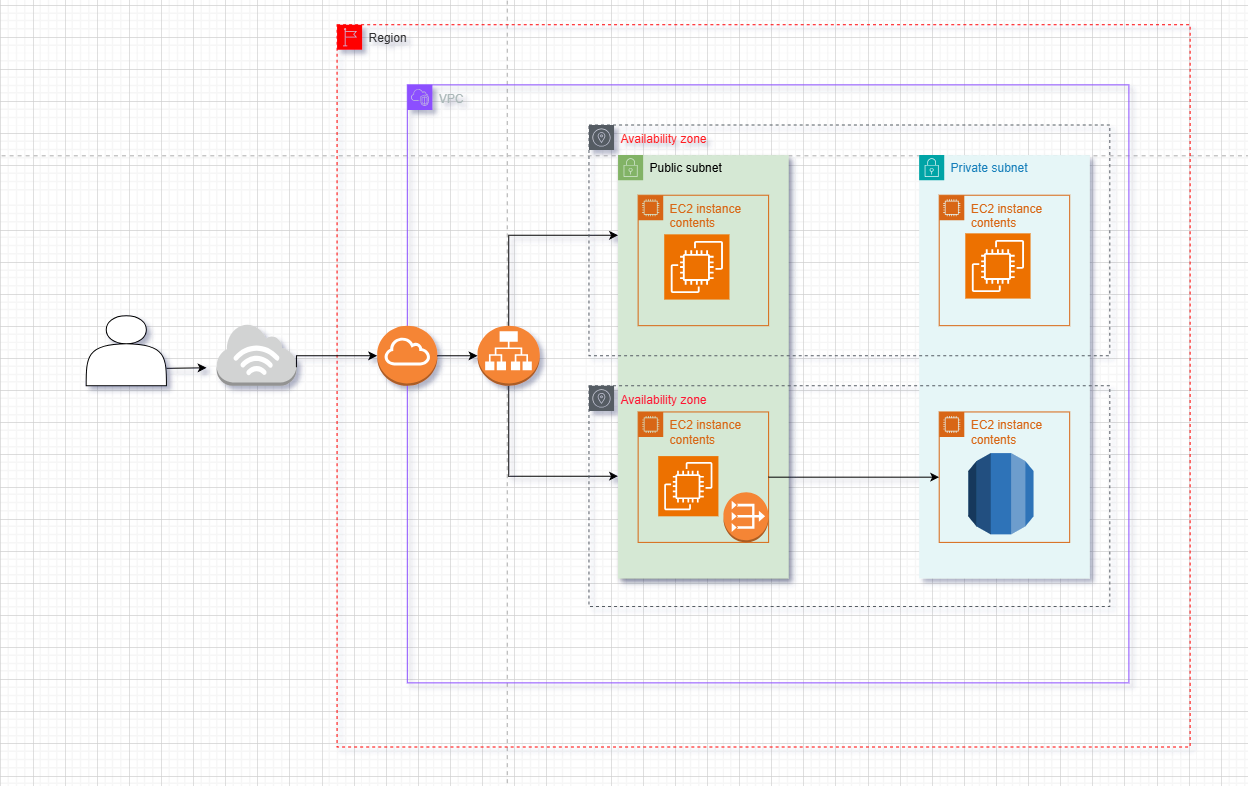 Region
VPC
Availability zone
Public subnet
Private subnet
EC2 instance
contents
EC2 instance
contents
Availability zone
EC2 instance
contents
EC2 instance
contents